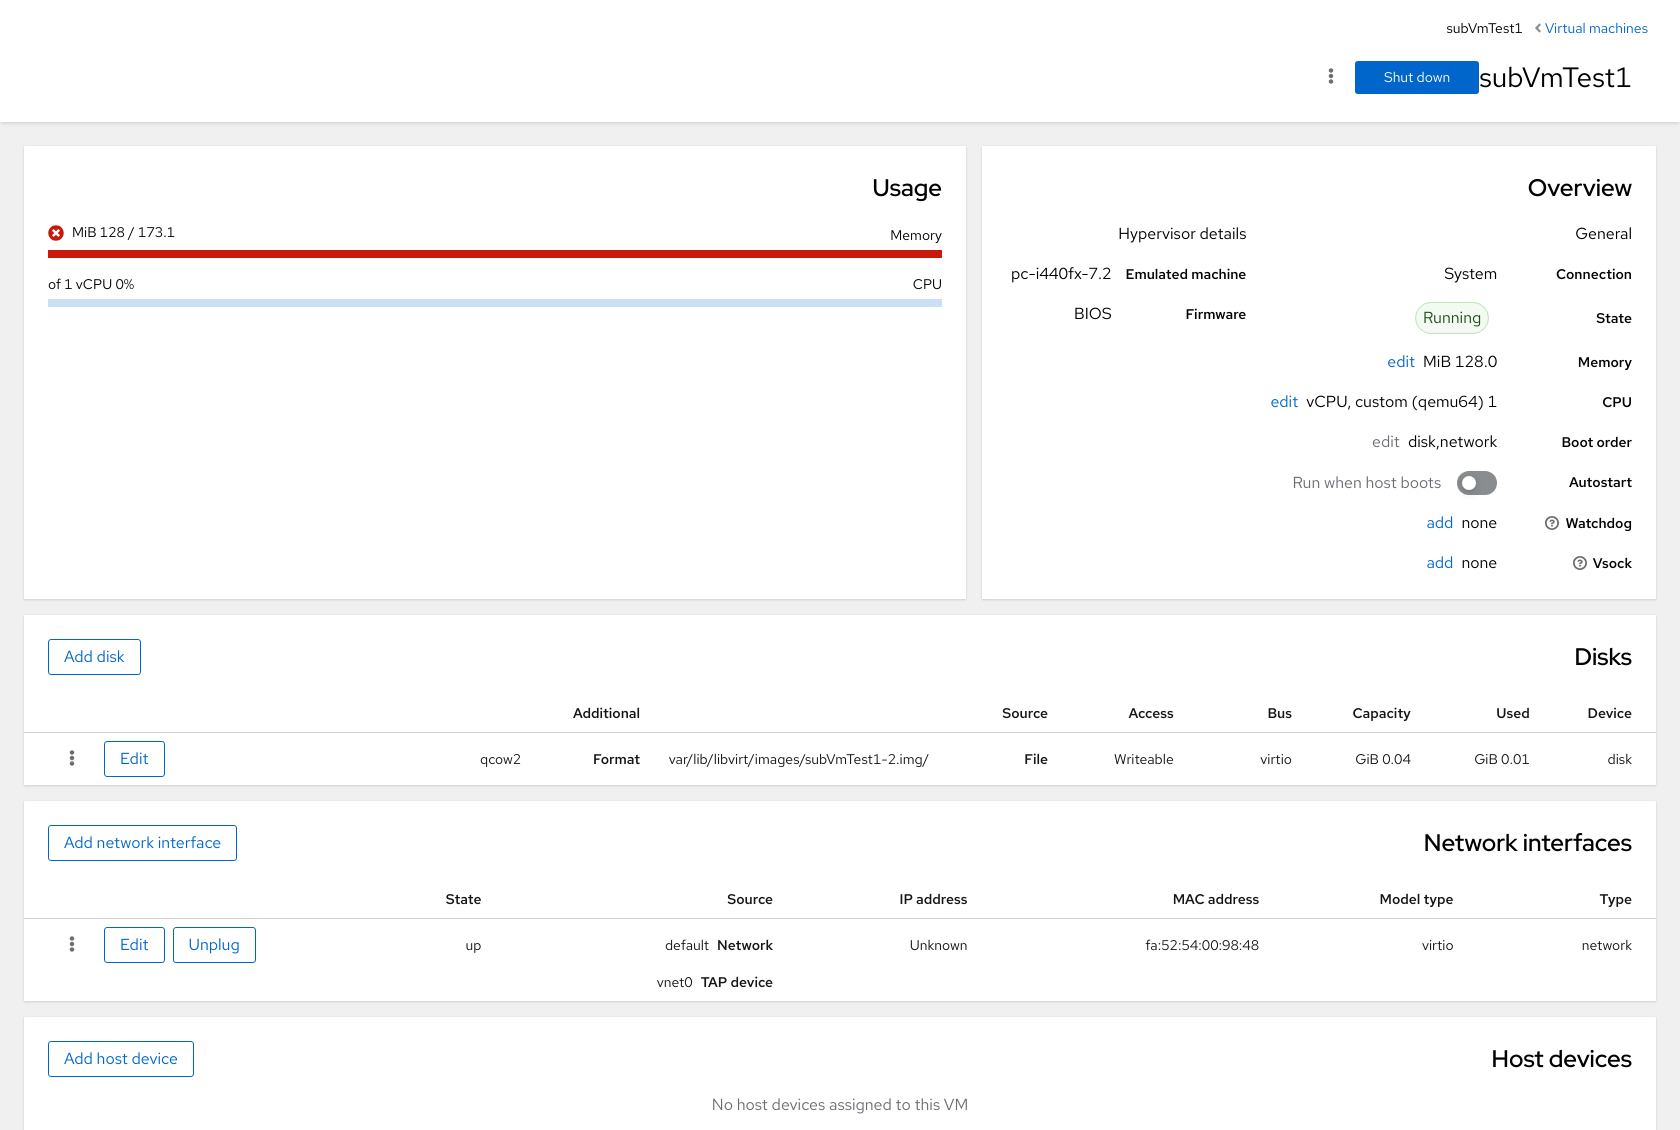 subVmTest1 Virtual machines
subVmTest1
Shut down
Usage
Memory
MiB 128 / 173.1
CPU
of 1 vCPU 0%
Overview
General
Connection System
State Running
Memory MiB 128.0 edit
CPU vCPU, custom (qemu64) 1 edit
Boot order disk,network edit
Autostart Run when host boots
Watchdog none add
Vsock none add
Hypervisor details
Emulated machine pc-i440fx-7.2
Firmware BIOS
Disks
Add disk
Device Used Capacity Bus Access Source Additional
disk GiB 0.01 GiB 0.04 virtio Writeable File var/lib/libvirt/images/subVmTest1-2.img/ Format qcow2 Edit
Network interfaces
Add network interface
Type Model type MAC address IP address Source State
network virtio fa:52:54:00:98:48 Unknown Network default up Unplug Edit
TAP device vnet0
Host devices
Add host device
No host devices assigned to this VM